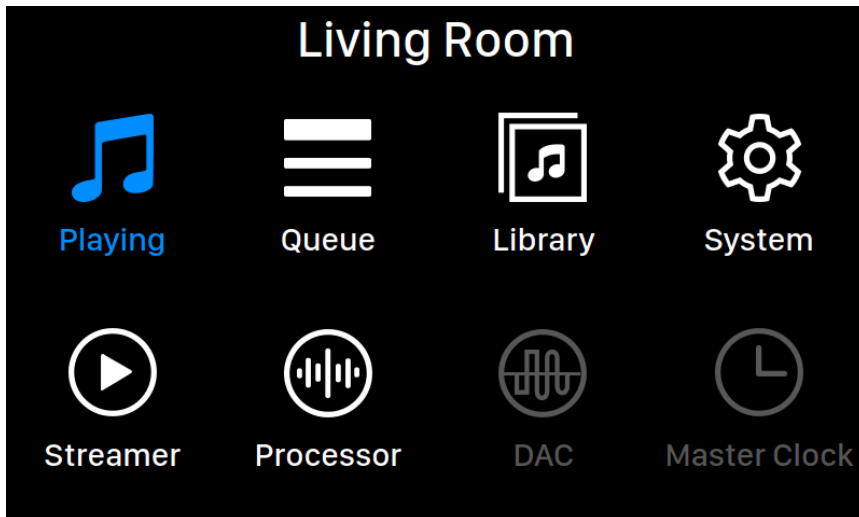 Living Room
Playing Queue Library System
Streamer Processor DAC Master Clock